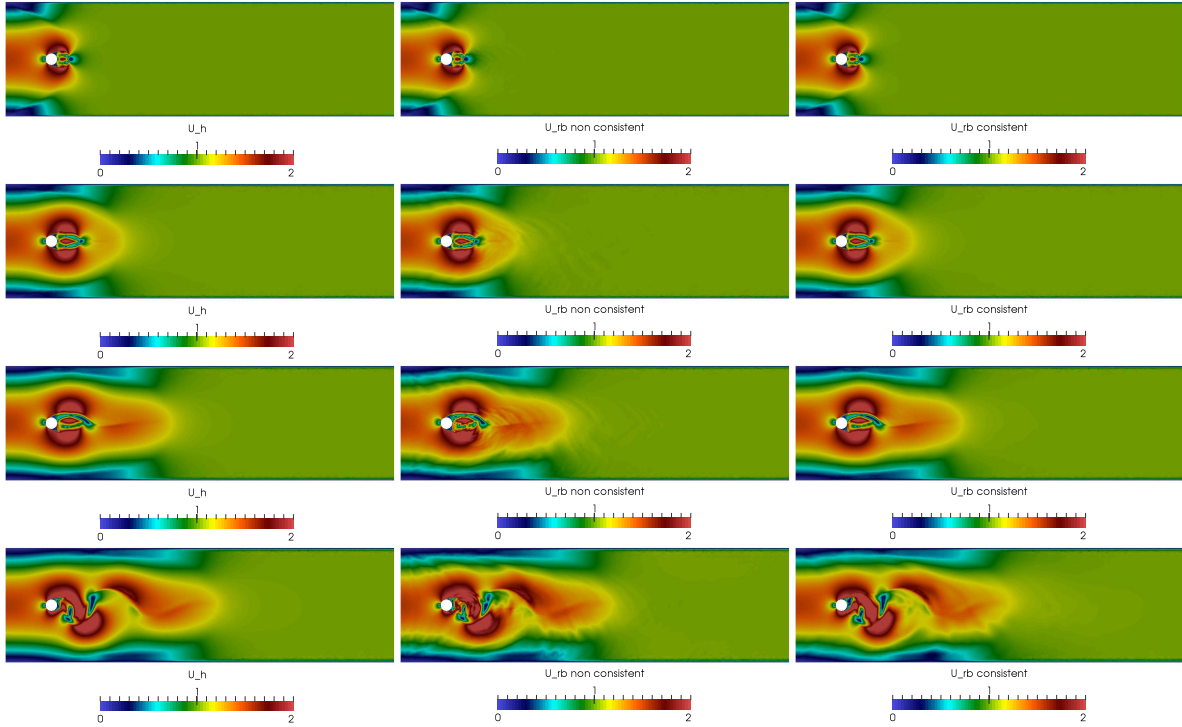 U_h
U_rb non consistent
U_rb consistent
1
1
1
0 2
0 2
0 2
U_h
U_rb non consistent
U_rb consistent
1
1
1
0 2
0 2
0 2
U_h
U_rb non consistent
U_rb consistent
1
1
1
0 2
0 2
0 2
U_h
U_rb non consistent
U_rb consistent
1
1
1
0 2
0 2
0 2